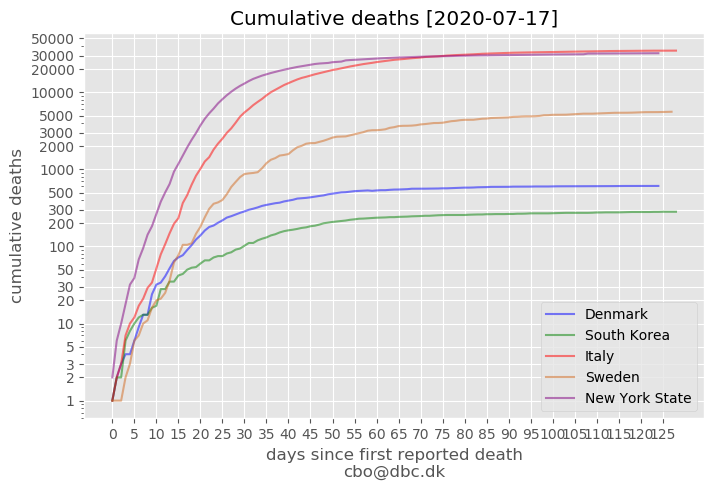 Cumulative deaths [2020-07-17]
cumulative deaths
50000
30000
20000
10000
5000
3000
2000
1000
500
300
200
100
50
30
20
10
5
3
2
1
Denmark
South Korea
Italy
Sweden
New York State
0 5 10 15 20 25 30 35 40 45 50 55 60 65 70 75 80 85 90 95 100 105 110 115 120 125
days since first reported death
cbo@dbc.dk